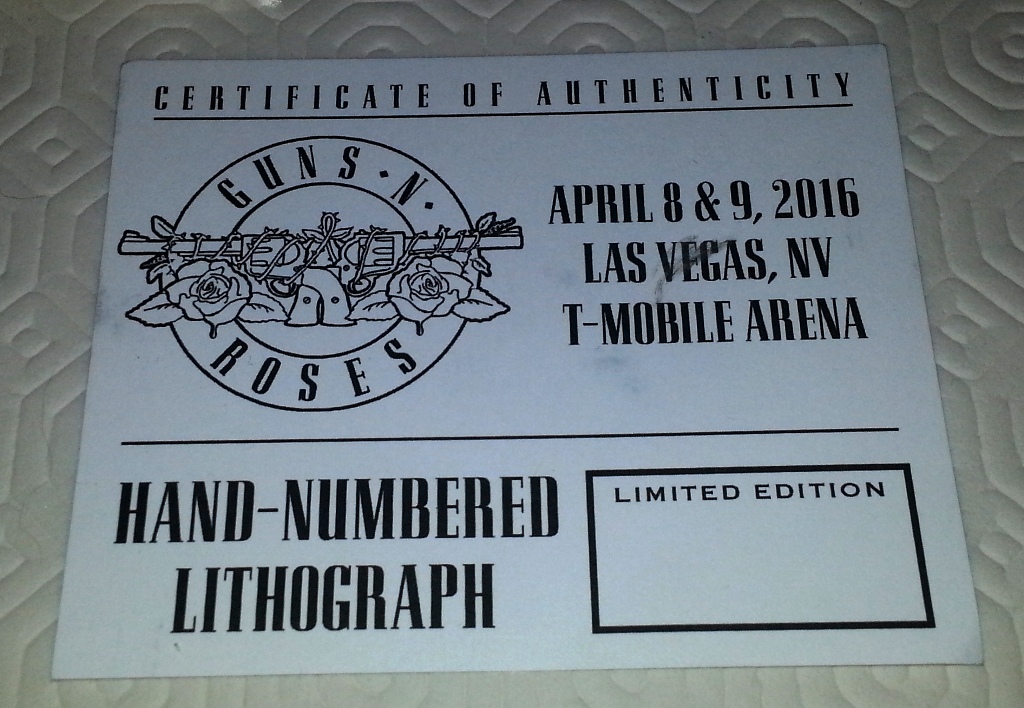 CERTIFICATE OF AUTHENTICITY
GUNS · N ·
ROSES
APRIL 8 & 9, 2016
LAS VEGAS, NV
T-MOBILE ARENA
HAND-NUMBERED
LITHOGRAPH
LIMITED EDITION